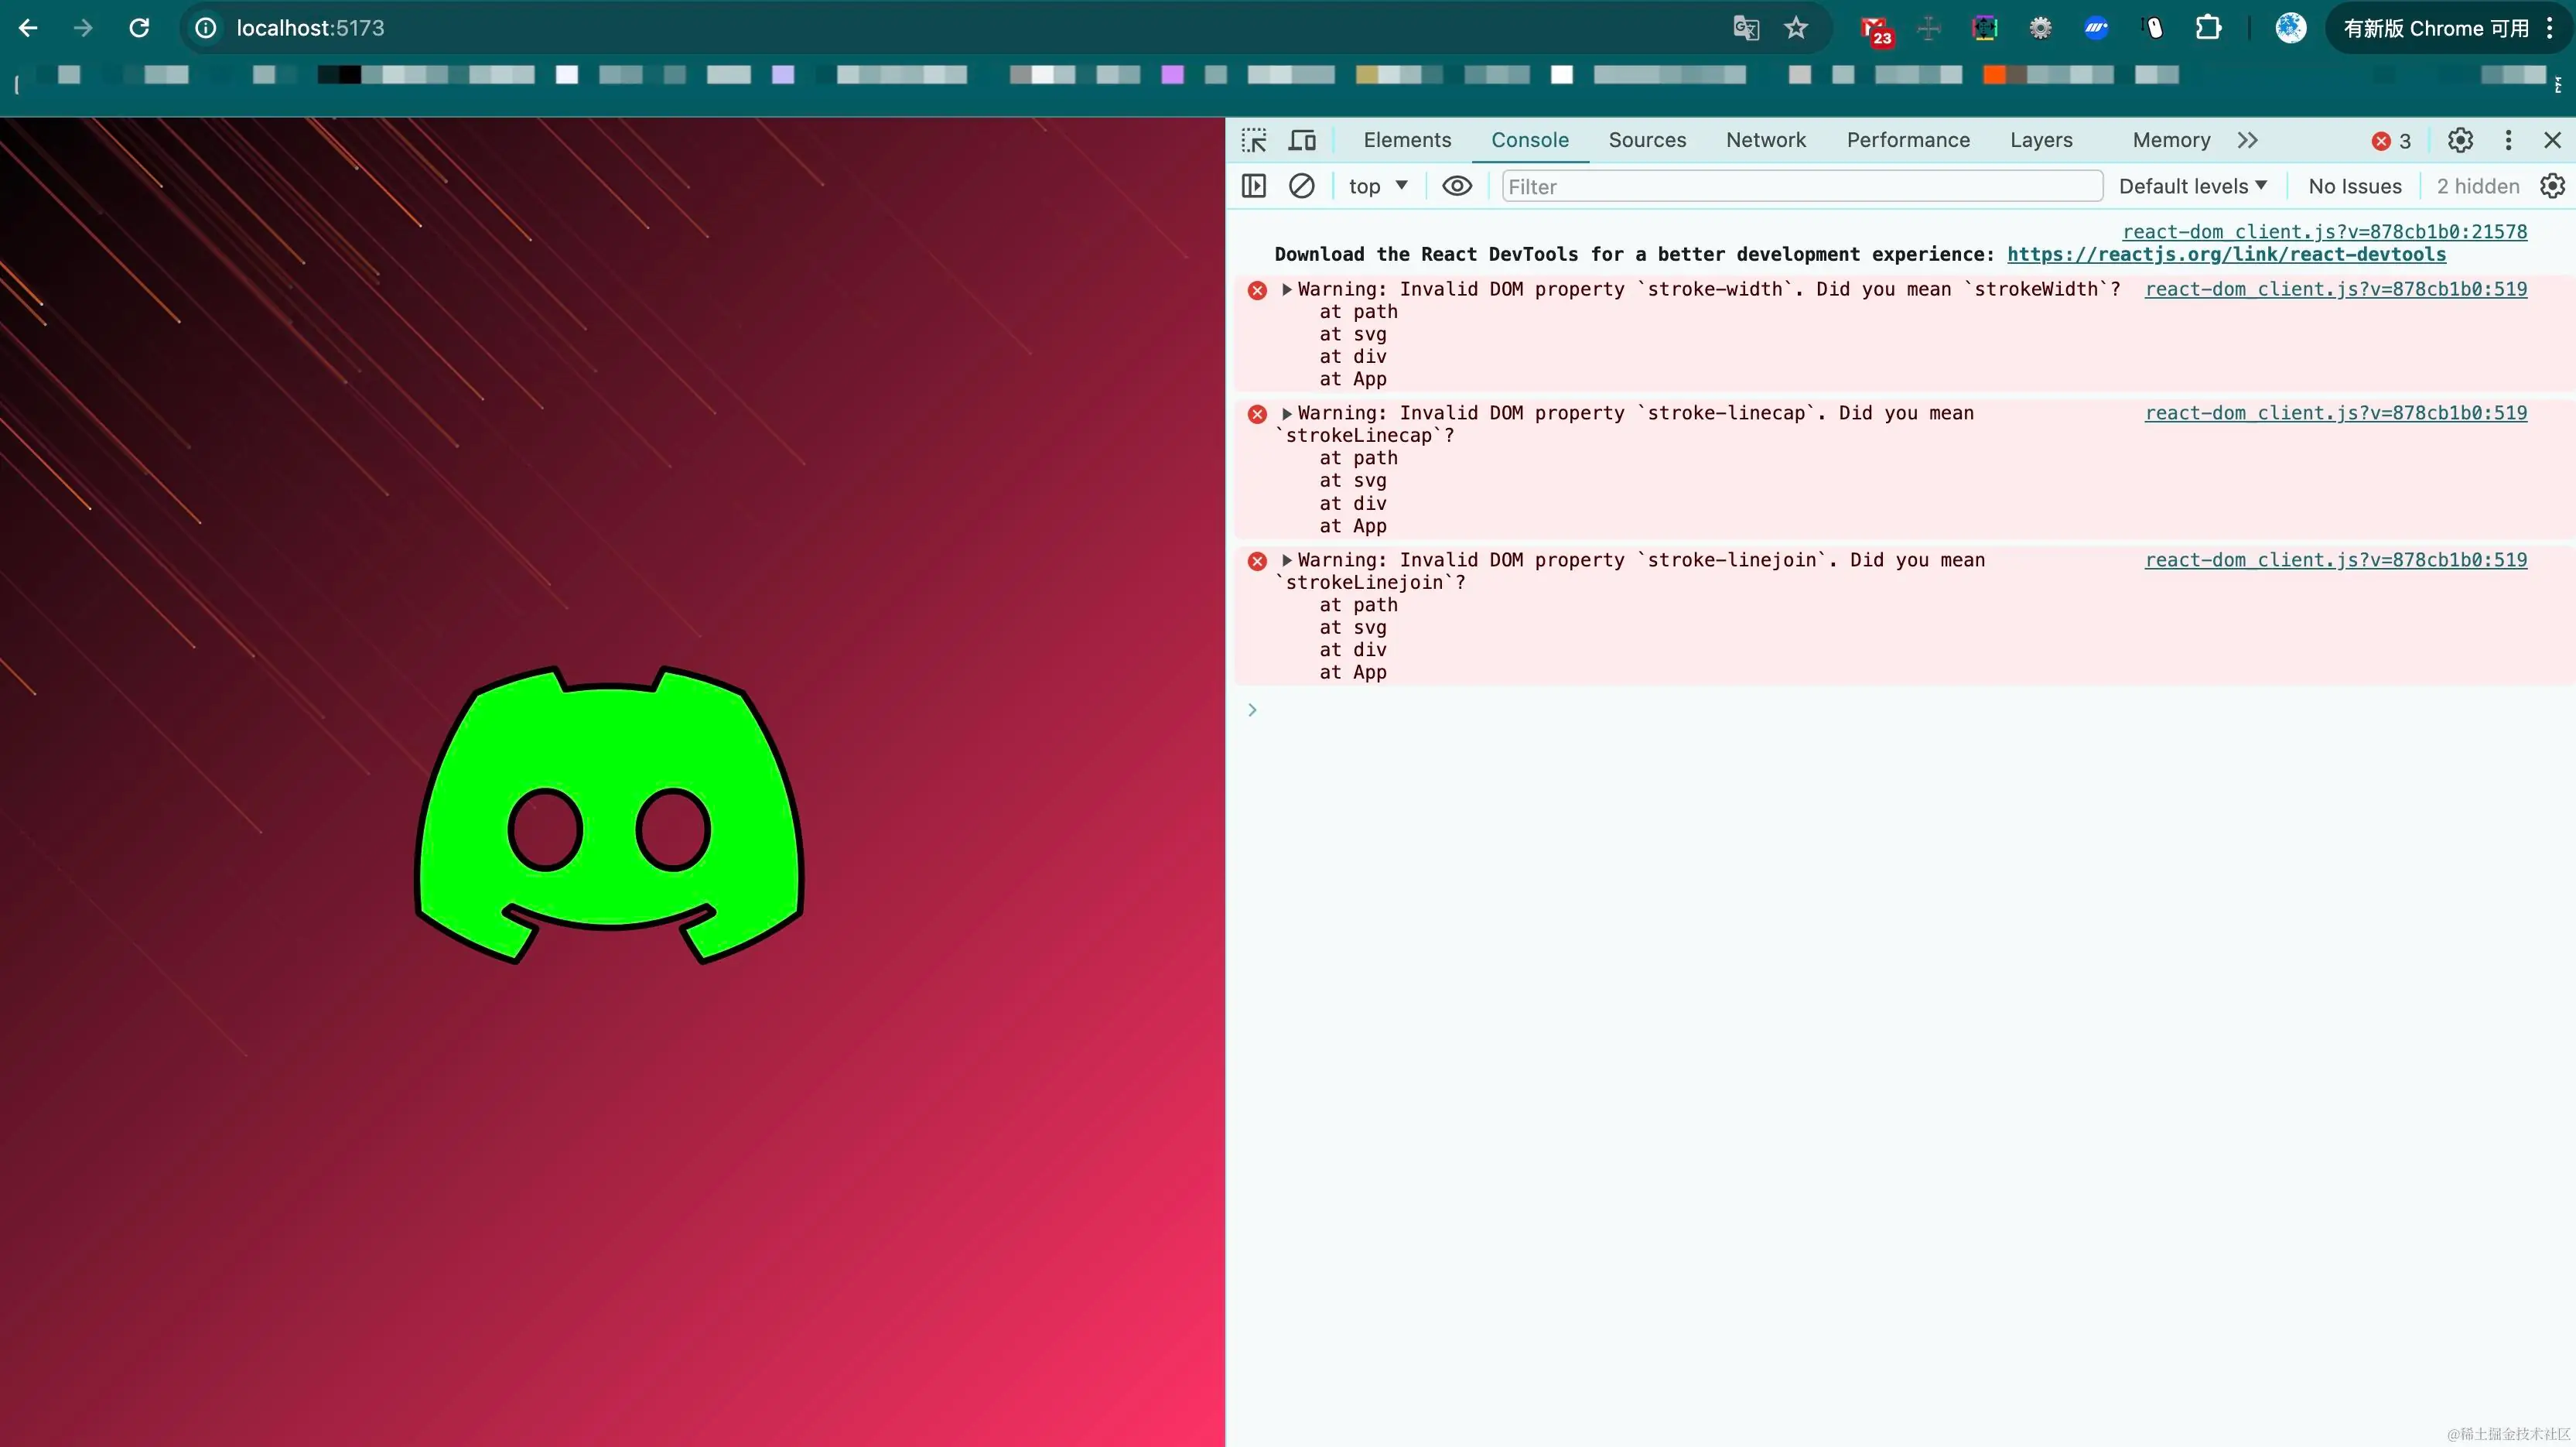 localhost:5173
23
有新版 Chrome 可用
Elements Console Sources Network Performance Layers Memory 3
top Filter Default levels No Issues 2 hidden
react-dom_client.js?v=878cb1b0:21578
Download the React DevTools for a better development experience: https://reactjs.org/link/react-devtools
Warning: Invalid DOM property `stroke-width`. Did you mean `strokeWidth`? react-dom_client.js?v=878cb1b0:519
at path
at svg
at div
at App
Warning: Invalid DOM property `stroke-linecap`. Did you mean react-dom_client.js?v=878cb1b0:519
`strokeLinecap`?
at path
at svg
at div
at App
Warning: Invalid DOM property `stroke-linejoin`. Did you mean react-dom_client.js?v=878cb1b0:519
`strokeLinejoin`?
at path
at svg
at div
at App
@稀土掘金技术社区